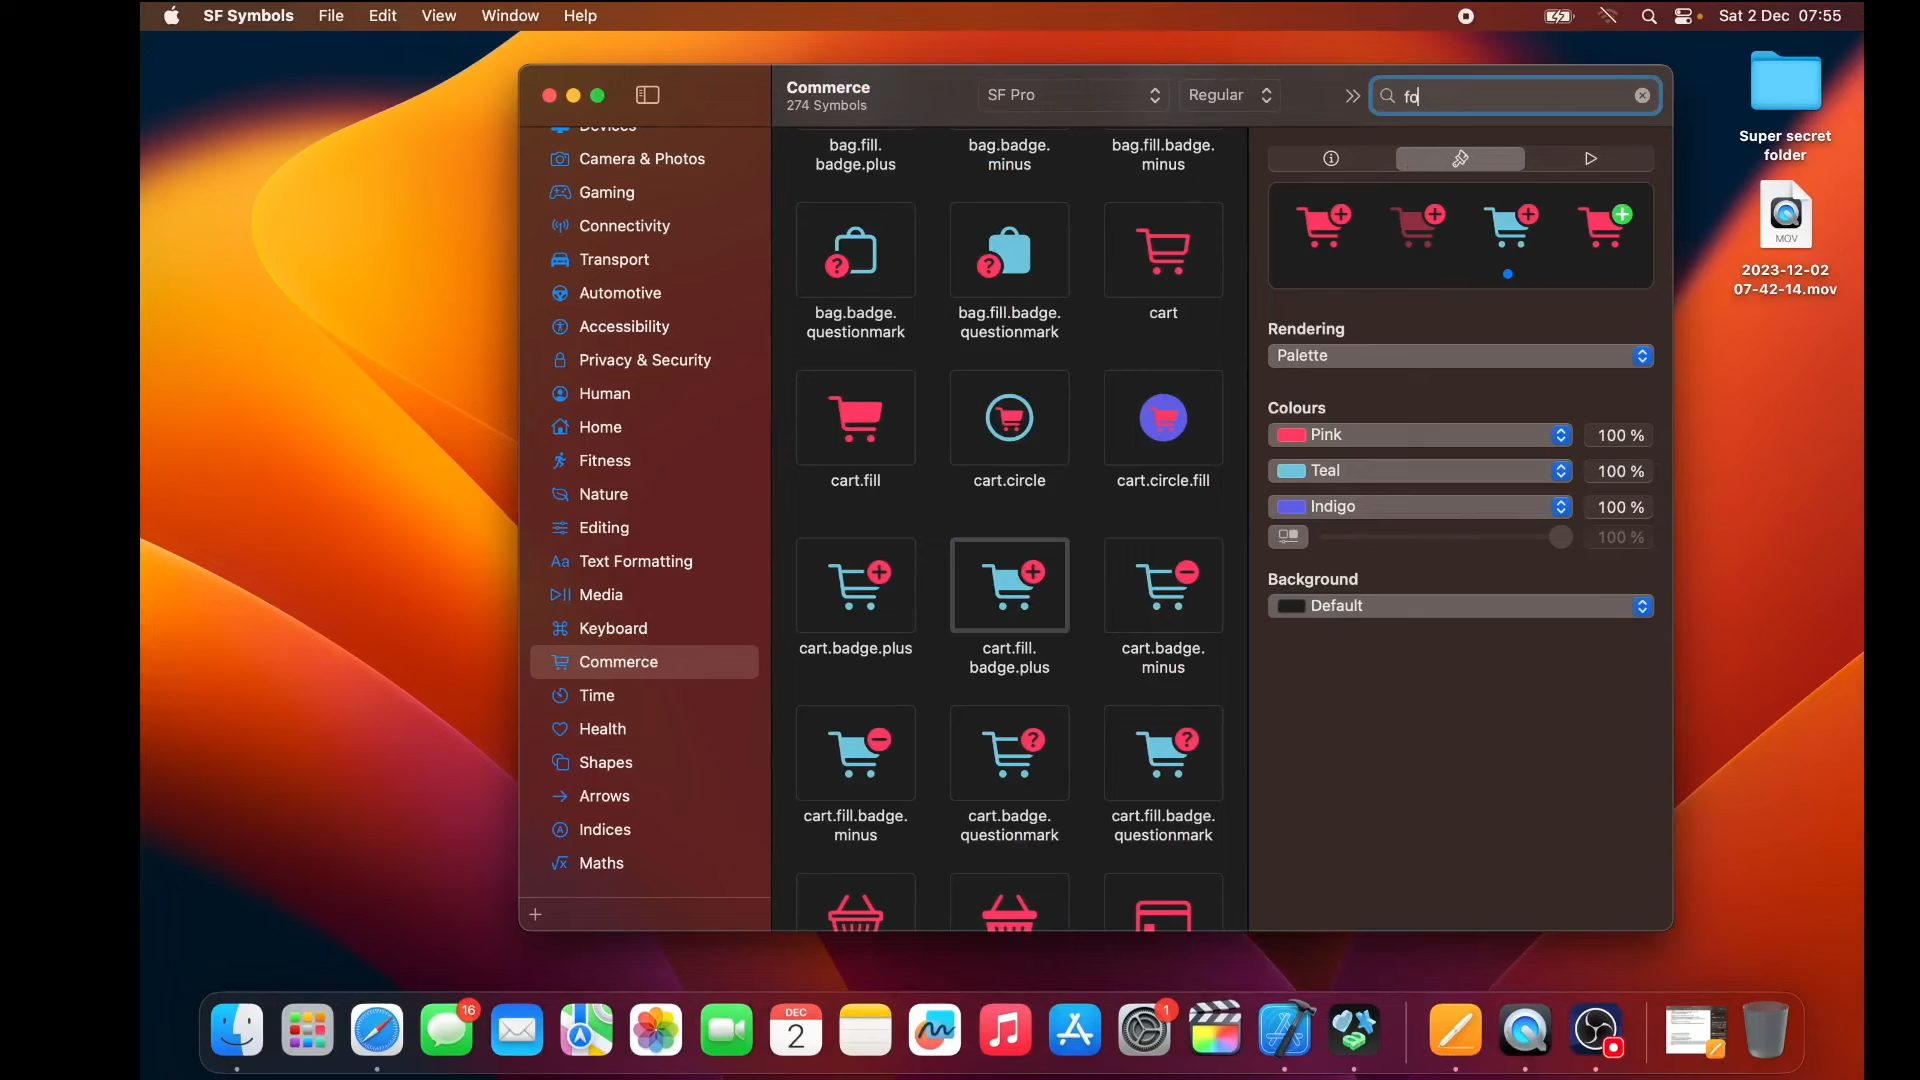 SF Symbols File Edit View Window Help Sat 2 Dec 07:55
Commerce
274 Symbols
SF Pro
Regular
fo
Devices
Camera & Photos
Gaming
Connectivity
Transport
Automotive
Accessibility
Privacy & Security
Human
Home
Fitness
Nature
Editing
Text Formatting
Media
Keyboard
Commerce
Time
Health
Shapes
Arrows
Indices
Maths
bag.fill.
badge.plus
bag.badge.
minus
bag.fill.badge.
minus
bag.badge.
questionmark
bag.fill.badge.
questionmark
cart
cart.fill
cart.circle
cart.circle.fill
cart.badge.plus
cart.fill.
badge.plus
cart.badge.
minus
cart.fill.badge.
minus
cart.badge.
questionmark
cart.fill.badge.
questionmark
Rendering
Palette
Colours
Pink 100 %
Teal 100 %
Indigo 100 %
100 %
Background
Default
Super secret
folder
MOV
2023-12-02
07-42-14.mov
16
DEC
2
1